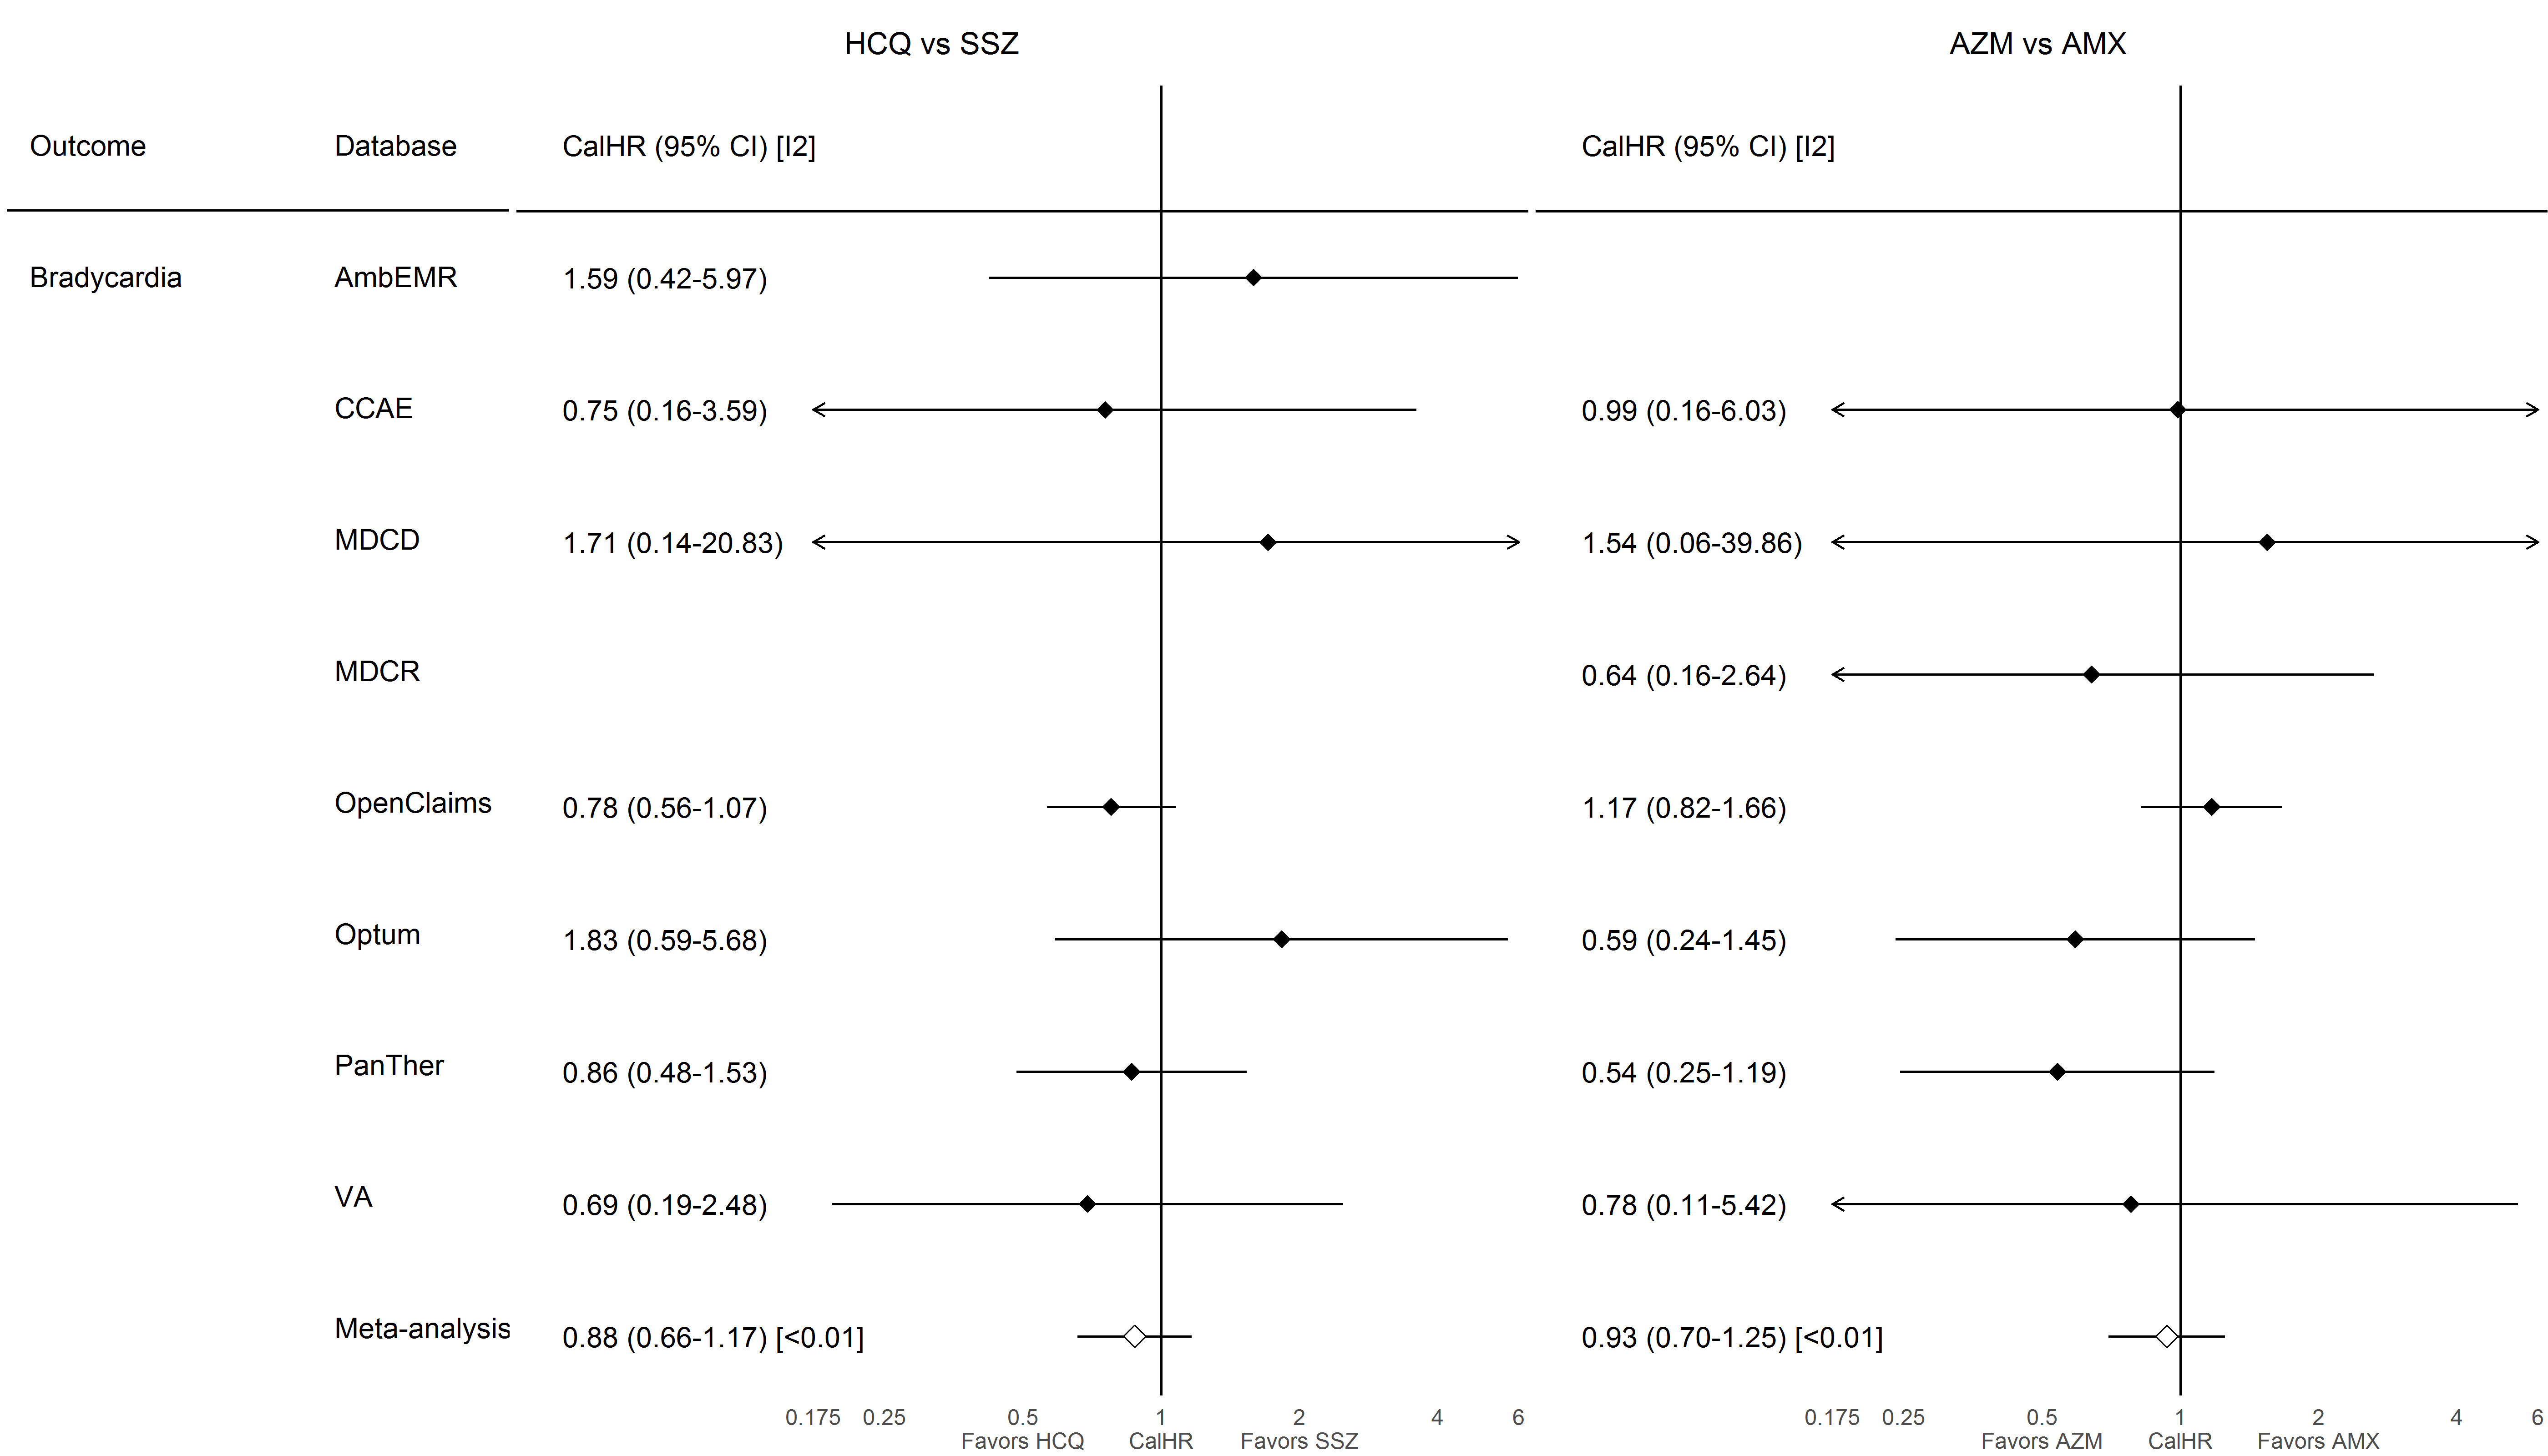 HCQ vs SSZ AZM vs AMX
Outcome Database CalHR (95% CI) [I2] CalHR (95% CI) [I2]
Bradycardia AmbEMR 1.59 (0.42-5.97)
CCAE 0.75 (0.16-3.59) 0.99 (0.16-6.03)
MDCD 1.71 (0.14-20.83) 1.54 (0.06-39.86)
MDCR 0.64 (0.16-2.64)
OpenClaims 0.78 (0.56-1.07) 1.17 (0.82-1.66)
Optum 1.83 (0.59-5.68) 0.59 (0.24-1.45)
PanTher 0.86 (0.48-1.53) 0.54 (0.25-1.19)
VA 0.69 (0.19-2.48) 0.78 (0.11-5.42)
Meta-analysis 0.88 (0.66-1.17) [<0.01] 0.93 (0.70-1.25) [<0.01]
0.175 0.25 0.5 1 2 4 6 0.175 0.25 0.5 1 2 4 6
Favors HCQ CalHR Favors SSZ Favors AZM CalHR Favors AMX